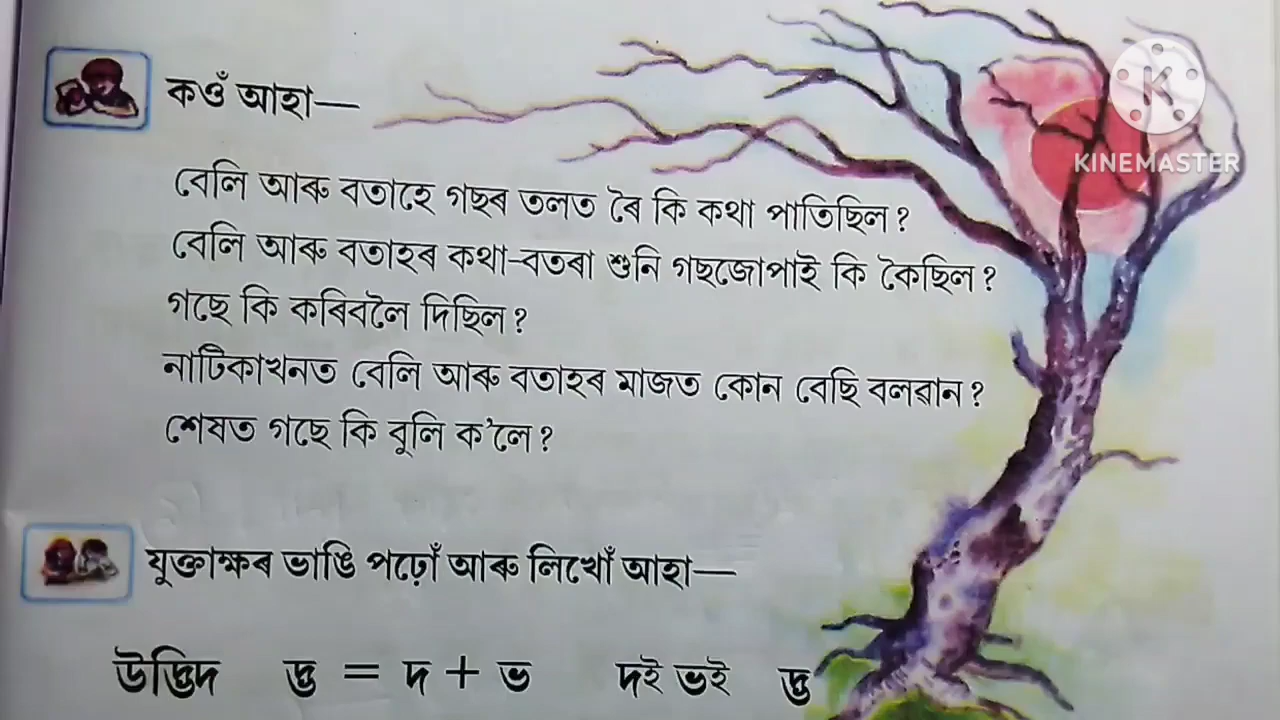 কওঁ আহা—
KINEMASTER
বেলি আৰু বতাহে গছৰ তলত ৰৈ কি কথা পাতিছিল?
বেলি আৰু বতাহৰ কথা-বতৰা শুনি গছজোপাই কি কৈছিল?
গছে কি কৰিবলৈ দিছিল?
নাটিকাখনত বেলি আৰু বতাহৰ মাজত কোন বেছি বলৱান?
শেষত গছে কি বুলি ক'লে?
যুক্তাক্ষৰ ভাঙি পঢ়োঁ আৰু লিখোঁ আহা—
উদ্ভিদ দ্ভ = দ + ভ দই ভই দ্ভ